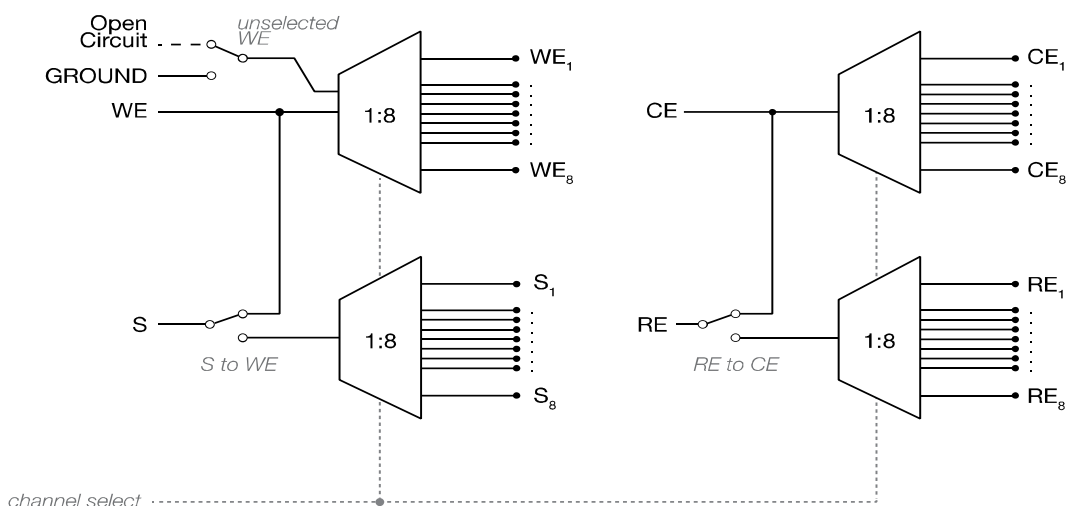 Open
Circuit
unselected
WE
GROUND
WE
1:8
WE1
WE8
CE
1:8
CE1
CE8
S
S to WE
1:8
S1
S8
RE
RE to CE
1:8
RE1
RE8
channel select